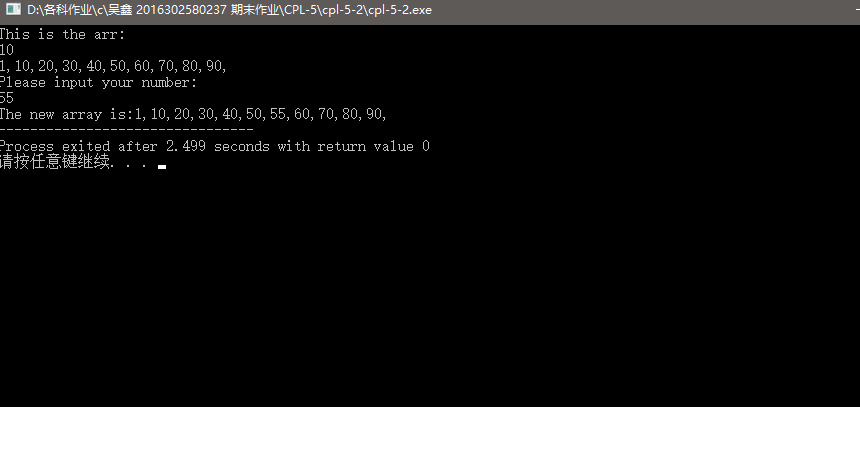 D:\各科作业\c\吴鑫 2016302580237 期末作业\CPL-5\cpl-5-2\cpl-5-2.exe
This is the arr:
10
1,10,20,30,40,50,60,70,80,90,
Please input your number:
55
The new array is:1,10,20,30,40,50,55,60,70,80,90,
--------------------------------
Process exited after 2.499 seconds with return value 0
请按任意键继续. . .